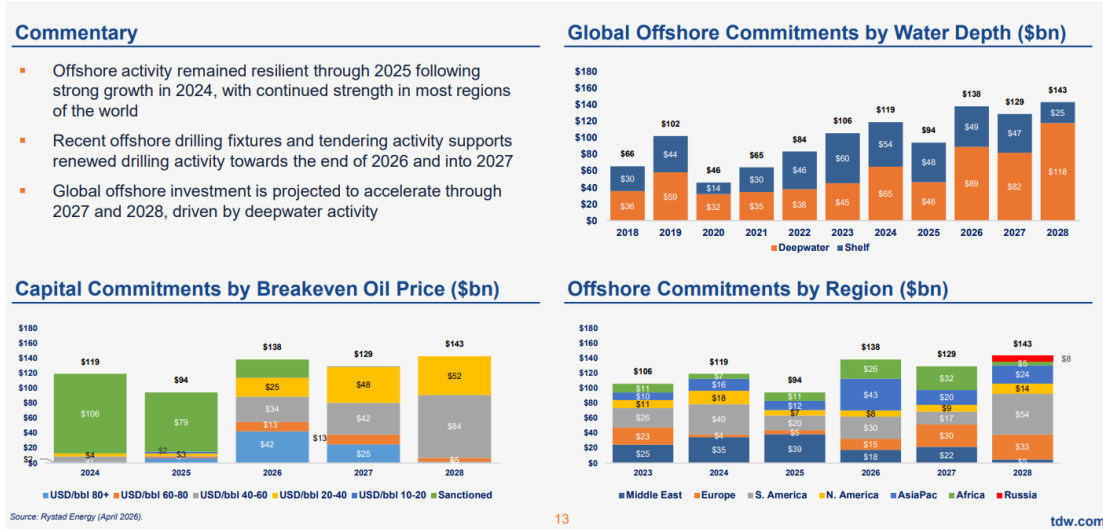 Commentary
▪ Offshore activity remained resilient through 2025 following
strong growth in 2024, with continued strength in most regions
of the world
▪ Recent offshore drilling fixtures and tendering activity supports
renewed drilling activity towards the end of 2026 and into 2027
▪ Global offshore investment is projected to accelerate through
2027 and 2028, driven by deepwater activity
Global Offshore Commitments by Water Depth ($bn)
$180
$160
$140
$120
$100
$80
$60
$40
$20
$0
$66 $102 $46 $65 $84 $106 $119 $94 $138 $129 $143
$30 $44 $14 $30 $46 $60 $54 $48 $49 $47 $25
$36 $59 $32 $35 $38 $45 $65 $46 $89 $82 $118
2018 2019 2020 2021 2022 2023 2024 2025 2026 2027 2028
Deepwater Shelf
Capital Commitments by Breakeven Oil Price ($bn)
$180
$160
$140
$120
$100
$80
$60
$40
$20
$0
$119 $94 $138 $129 $143
$106 $79 $25 $48 $52
$4 $2 $34 $42 $84
$3 $13 $13 $5
$42 $25
2024 2025 2026 2027 2028
USD/bbl 80+ USD/bbl 60-80 USD/bbl 40-60 USD/bbl 20-40 USD/bbl 10-20 Sanctioned
Offshore Commitments by Region ($bn)
$180
$160
$140
$120
$100
$80
$60
$40
$20
$0
$106 $119 $94 $138 $129 $143
$11 $7 $11 $26 $32 $5 $8
$10 $16 $12 $43 $20 $24
$11 $18 $7 $8 $9 $14
$26 $40 $20 $30 $17 $54
$23 $4 $5 $15 $30 $33
$25 $35 $39 $18 $22 $5
2023 2024 2025 2026 2027 2028
Middle East Europe S. America N. America AsiaPac Africa Russia
Source: Rystad Energy (April 2026).
13
tdw.com